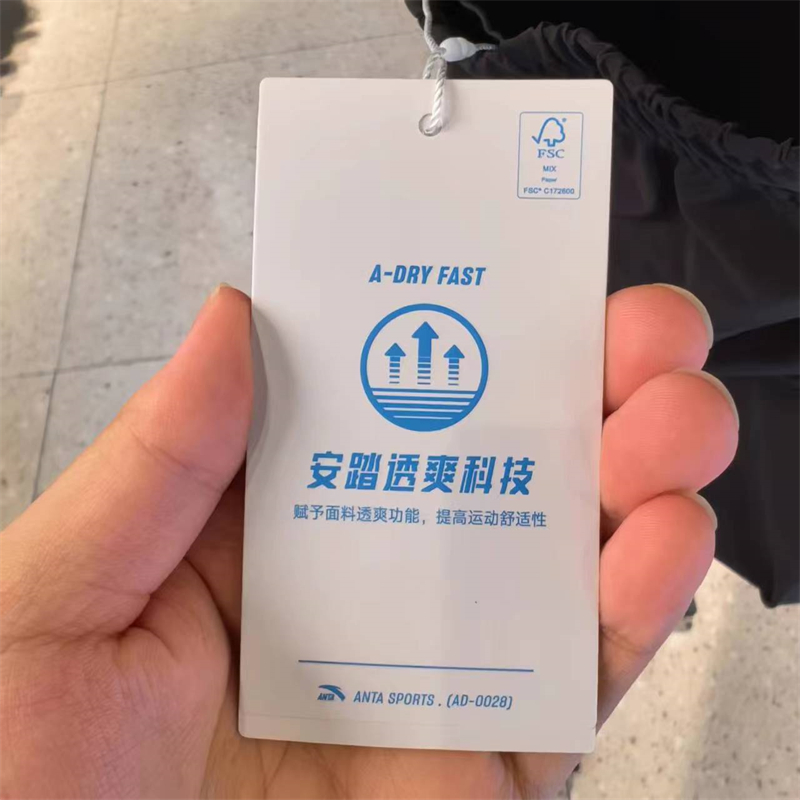 FSC
MIX
Paper
FSC® C172600
A-DRY FAST
安踏透爽科技
赋予面料透爽功能，提高运动舒适性
ANTA ANTA SPORTS . (AD-0028)